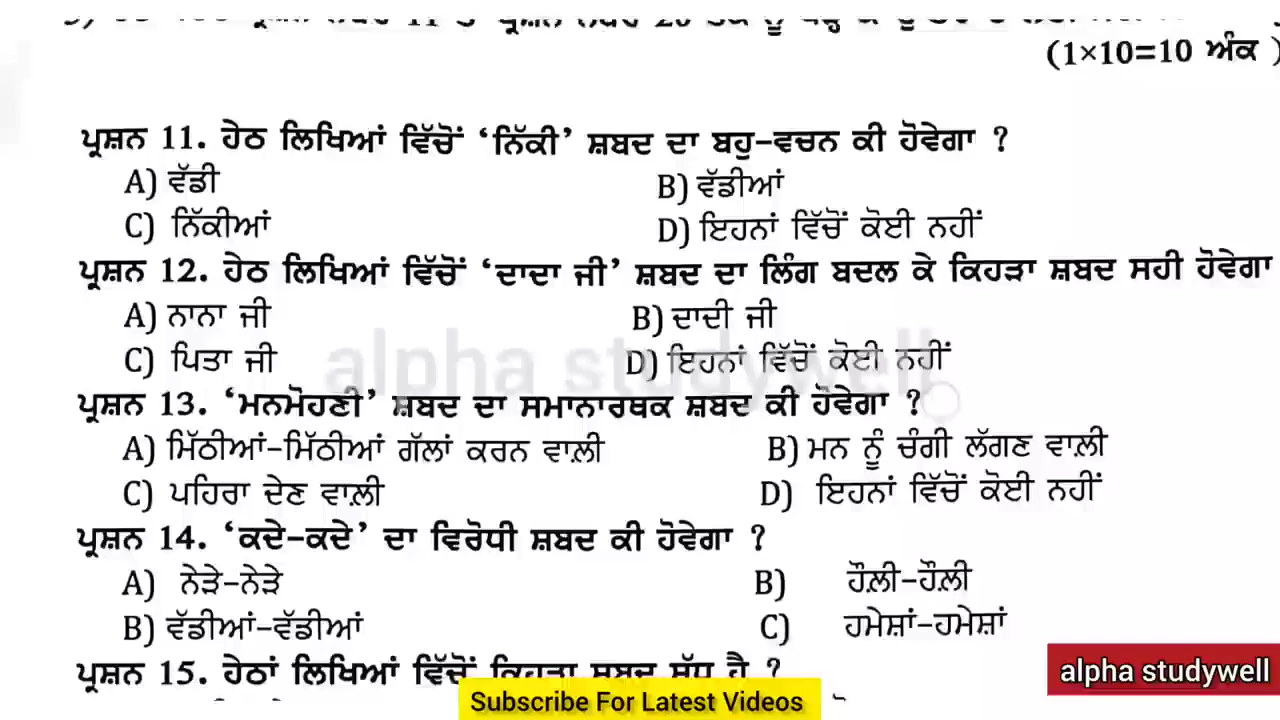 (1×10=10 ਅੰਕ )
ਪ੍ਰਸ਼ਨ 11. ਹੇਠ ਲਿਖਿਆਂ ਵਿੱਚੋਂ ‘ਨਿੱਕੀ’ ਸ਼ਬਦ ਦਾ ਬਹੁ-ਵਚਨ ਕੀ ਹੋਵੇਗਾ ?
A) ਵੱਡੀ B) ਵੱਡੀਆਂ
C) ਨਿੱਕੀਆਂ D) ਇਹਨਾਂ ਵਿੱਚੋਂ ਕੋਈ ਨਹੀਂ
ਪ੍ਰਸ਼ਨ 12. ਹੇਠ ਲਿਖਿਆਂ ਵਿੱਚੋਂ ‘ਦਾਦਾ ਜੀ’ ਸ਼ਬਦ ਦਾ ਲਿੰਗ ਬਦਲ ਕੇ ਕਿਹੜਾ ਸ਼ਬਦ ਸਹੀ ਹੋਵੇਗਾ
A) ਨਾਨਾ ਜੀ B) ਦਾਦੀ ਜੀ
C) ਪਿਤਾ ਜੀ D) ਇਹਨਾਂ ਵਿੱਚੋਂ ਕੋਈ ਨਹੀਂ
alpha studywell
ਪ੍ਰਸ਼ਨ 13. ‘ਮਨਮੋਹਣੀ’ ਸ਼ਬਦ ਦਾ ਸਮਾਨਾਰਥਕ ਸ਼ਬਦ ਕੀ ਹੋਵੇਗਾ ?
A) ਮਿੱਠੀਆਂ-ਮਿੱਠੀਆਂ ਗੱਲਾਂ ਕਰਨ ਵਾਲ਼ੀ B) ਮਨ ਨੂੰ ਚੰਗੀ ਲੱਗਣ ਵਾਲ਼ੀ
C) ਪਹਿਰਾ ਦੇਣ ਵਾਲ਼ੀ D) ਇਹਨਾਂ ਵਿੱਚੋਂ ਕੋਈ ਨਹੀਂ
ਪ੍ਰਸ਼ਨ 14. ‘ਕਦੇ-ਕਦੇ’ ਦਾ ਵਿਰੋਧੀ ਸ਼ਬਦ ਕੀ ਹੋਵੇਗਾ ?
A) ਨੇੜੇ-ਨੇੜੇ B) ਹੌਲ਼ੀ-ਹੌਲ਼ੀ
B) ਵੱਡੀਆਂ-ਵੱਡੀਆਂ C) ਹਮੇਸ਼ਾਂ-ਹਮੇਸ਼ਾਂ
ਪ੍ਰਸ਼ਨ 15. ਹੇਠਾਂ ਲਿਖਿਆਂ ਵਿੱਚੋਂ ਕਿਹੜਾ ਸ਼ਬਦ ਸ਼ੁੱਧ ਹੈ ?
alpha studywell
Subscribe For Latest Videos